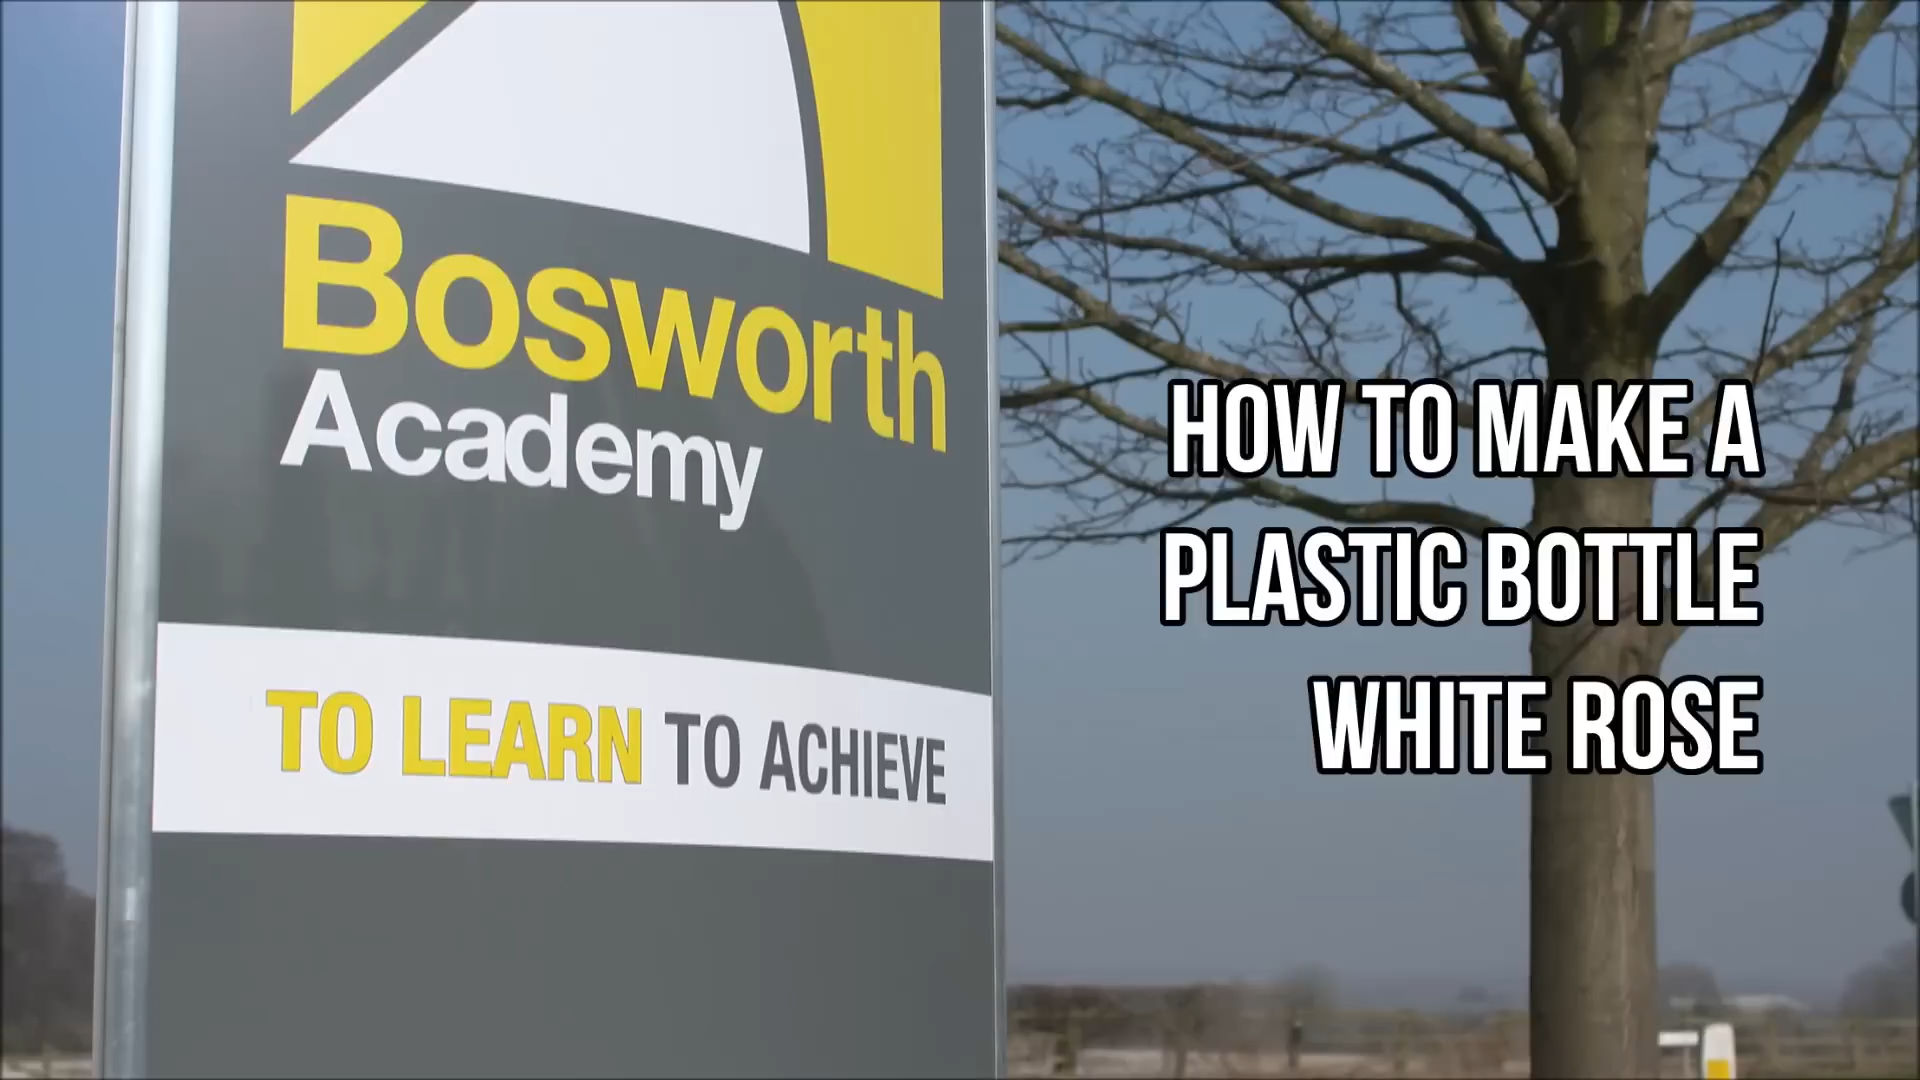 Bosworth
Academy
TO LEARN TO ACHIEVE
HOW TO MAKE A
PLASTIC BOTTLE
WHITE ROSE